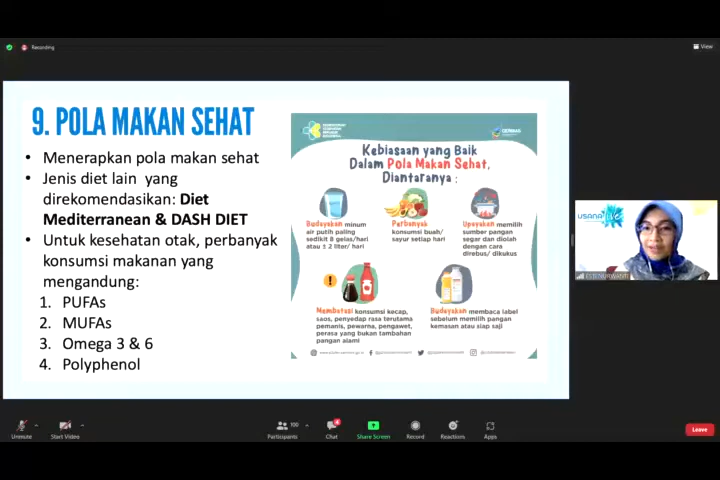 Recording
View
9. POLA MAKAN SEHAT
• Menerapkan pola makan sehat
• Jenis diet lain yang
direkomendasikan: Diet
Mediterranean & DASH DIET
• Untuk kesehatan otak, perbanyak
konsumsi makanan yang
mengandung:
1. PUFAs
2. MUFAs
3. Omega 3 & 6
4. Polyphenol
GERMAS
Kebiasaan yang Baik
Dalam Pola Makan Sehat,
Diantaranya :
Budayakan minum
air putih paling
sedikit 8 gelas/hari
atau ± 2 liter/ hari
Perbanyak
konsumsi buah/
sayur setiap hari
Upayakan memilih
sumber pangan
segar dan diolah
dengan cara
direbus/ dikukus
!
Membatasi konsumsi kecap,
saos, penyedap rasa terutama
pemanis, pewarna, pengawet,
perasa yang bukan tambahan
pangan alami
Budayakan membaca label
sebelum memilih pangan
kemasan atau siap saji
USANA live
Unmute
Start Video
Participants
100
Chat
Share Screen
Record
Reactions
Apps
Leave